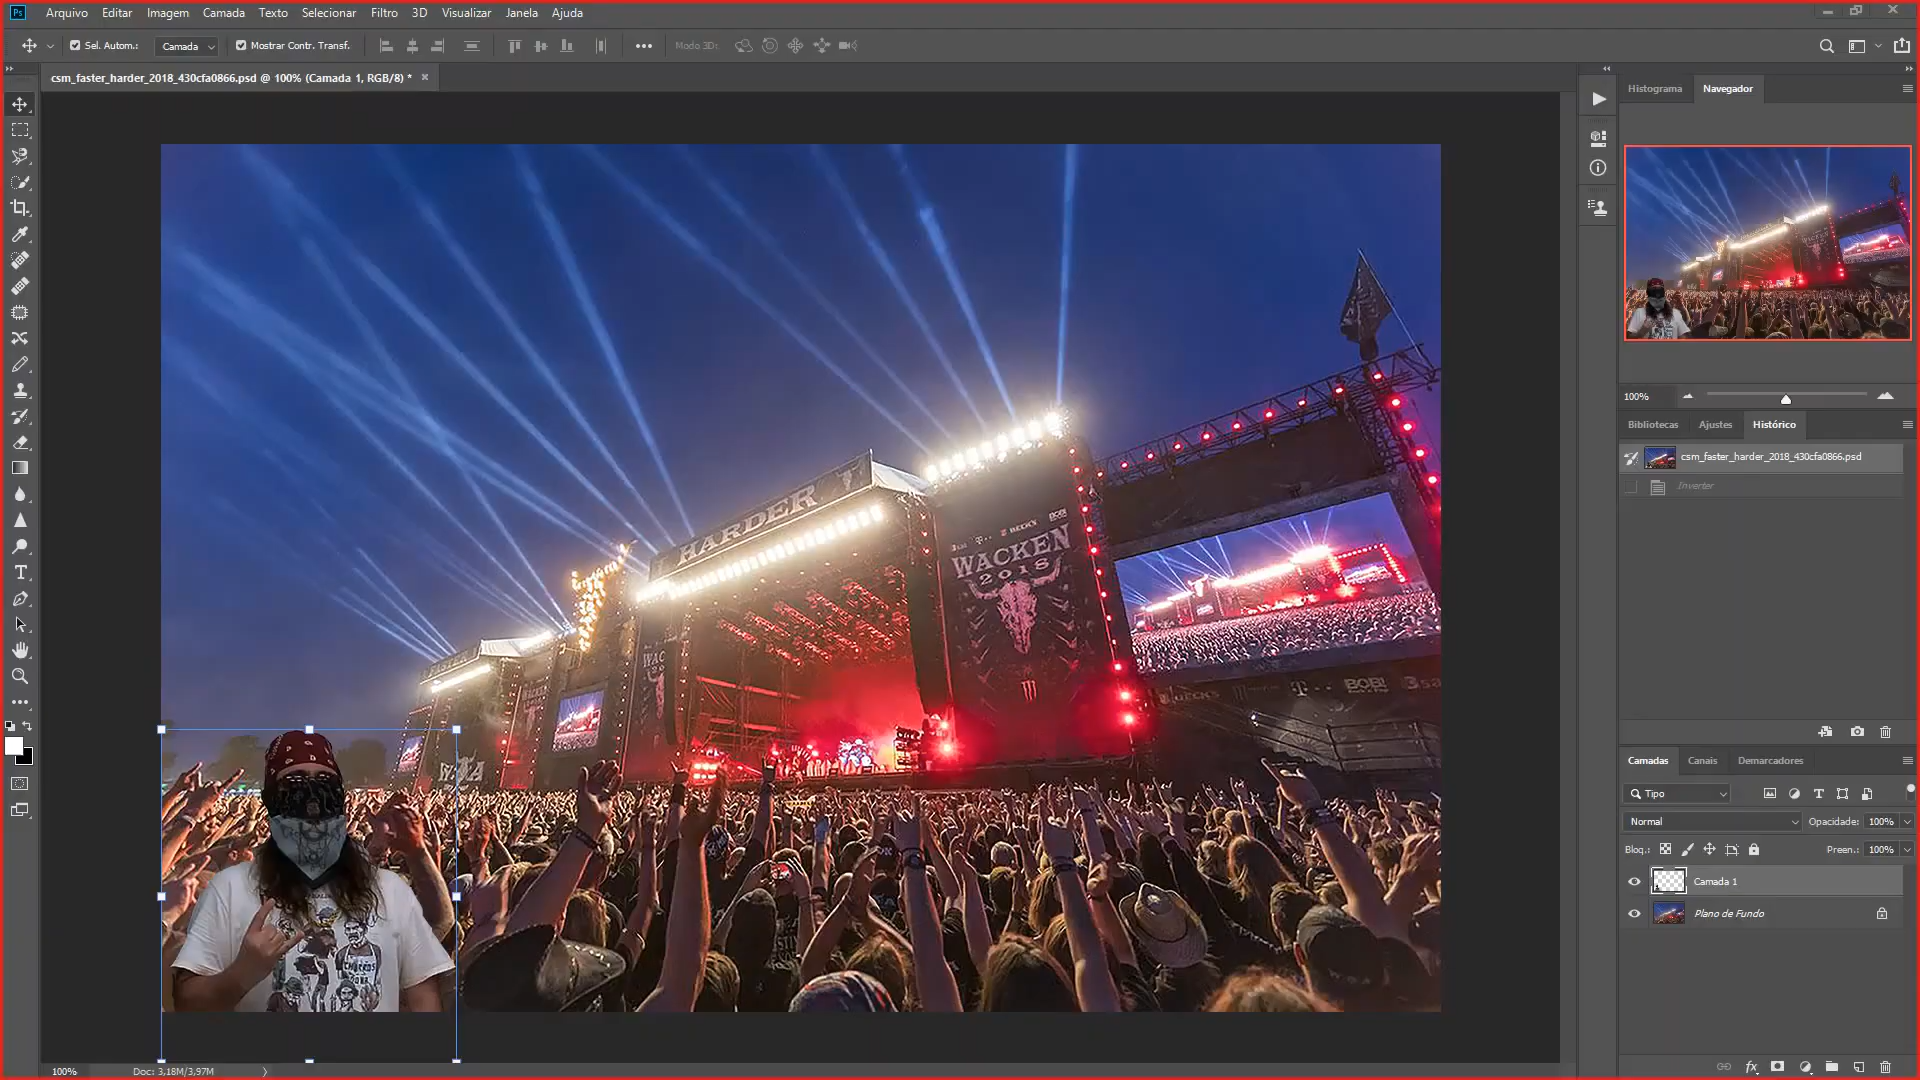 Ps Arquivo Editar Imagem Camada Texto Selecionar Filtro 3D Visualizar Janela Ajuda
Sel. Autom.: Camada Mostrar Contr. Transf. Modo 3D:
csm_faster_harder_2018_430cfa0866.psd @ 100% (Camada 1, RGB/8) *
Histograma Navegador
100%
Bibliotecas Ajustes Histórico
csm_faster_harder_2018_430cfa0866.psd
Inverter
HARDER
BECK'S
WACKEN
2018
Camadas Canais Demarcadores
Tipo
Normal Opacidade: 100%
Bloq.: Preen.: 100%
Camada 1
Plano de Fundo
fx
100% Doc: 3,18M/3,97M